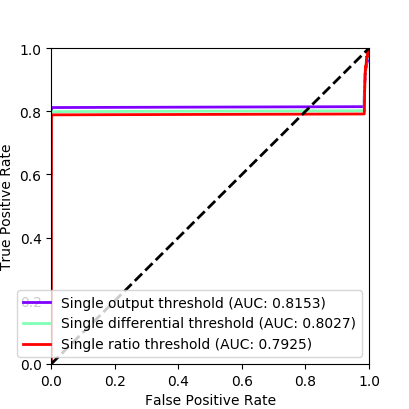 1.0
0.8
0.6
0.4
0.2
0.0
True Positive Rate
Single output threshold (AUC: 0.8153)
Single differential threshold (AUC: 0.8027)
Single ratio threshold (AUC: 0.7925)
0.0 0.2 0.4 0.6 0.8 1.0
False Positive Rate